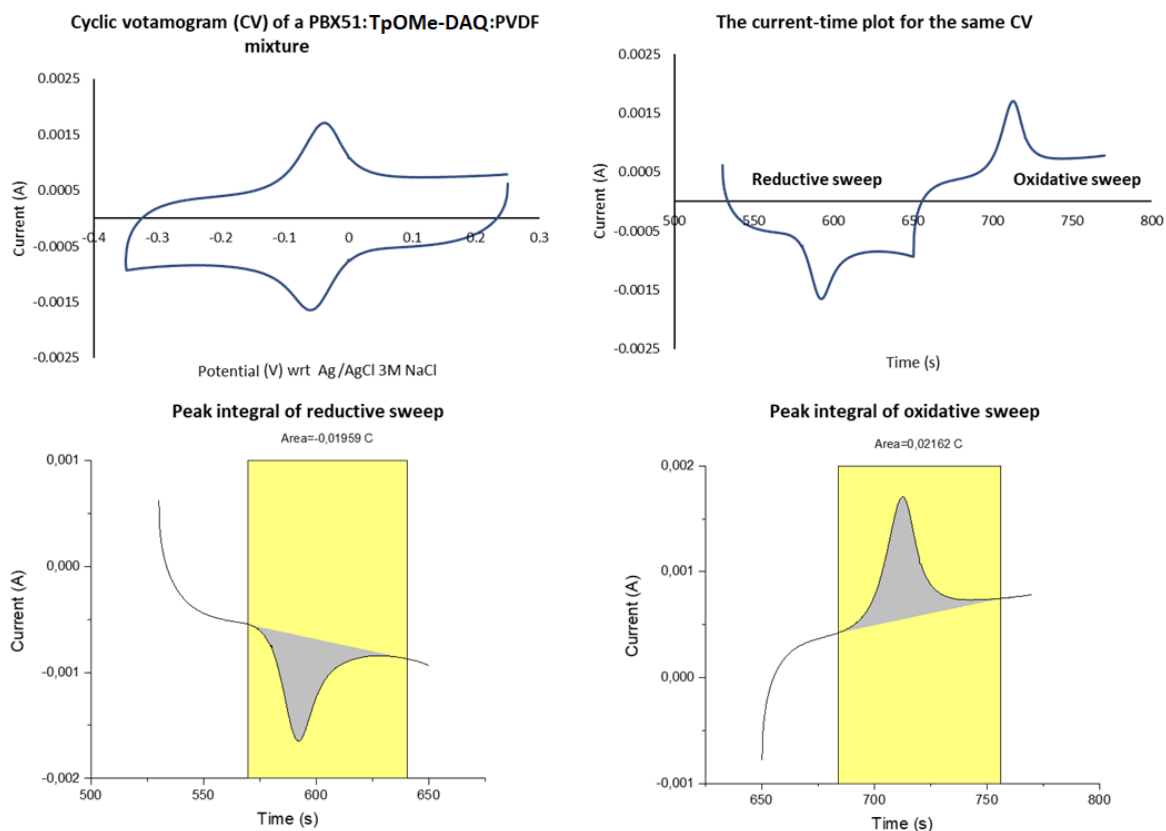 Cyclic votamogram (CV) of a PBX51:TpOMe-DAQ:PVDF
mixture
0.0025
0.0015
0.0005
-0.0005
-0.0015
-0.0025
-0.4
-0.3
-0.2
-0.1
0
0.1
0.2
0.3
Current (A)
Potential (V) wrt Ag/AgCl 3M NaCl
The current-time plot for the same CV
0.0025
0.0015
0.0005
-0.0005
-0.0015
-0.0025
Reductive sweep
Oxidative sweep
500
550
600
650
700
750
800
Current (A)
Time (s)
Peak integral of reductive sweep
Area=-0,01959 C
0,001
0,000
-0,001
-0,002
500
550
600
650
Current (A)
Time (s)
Peak integral of oxidative sweep
Area=0,02162 C
0,002
0,001
0,000
-0,001
650
700
750
800
Current (A)
Time (s)